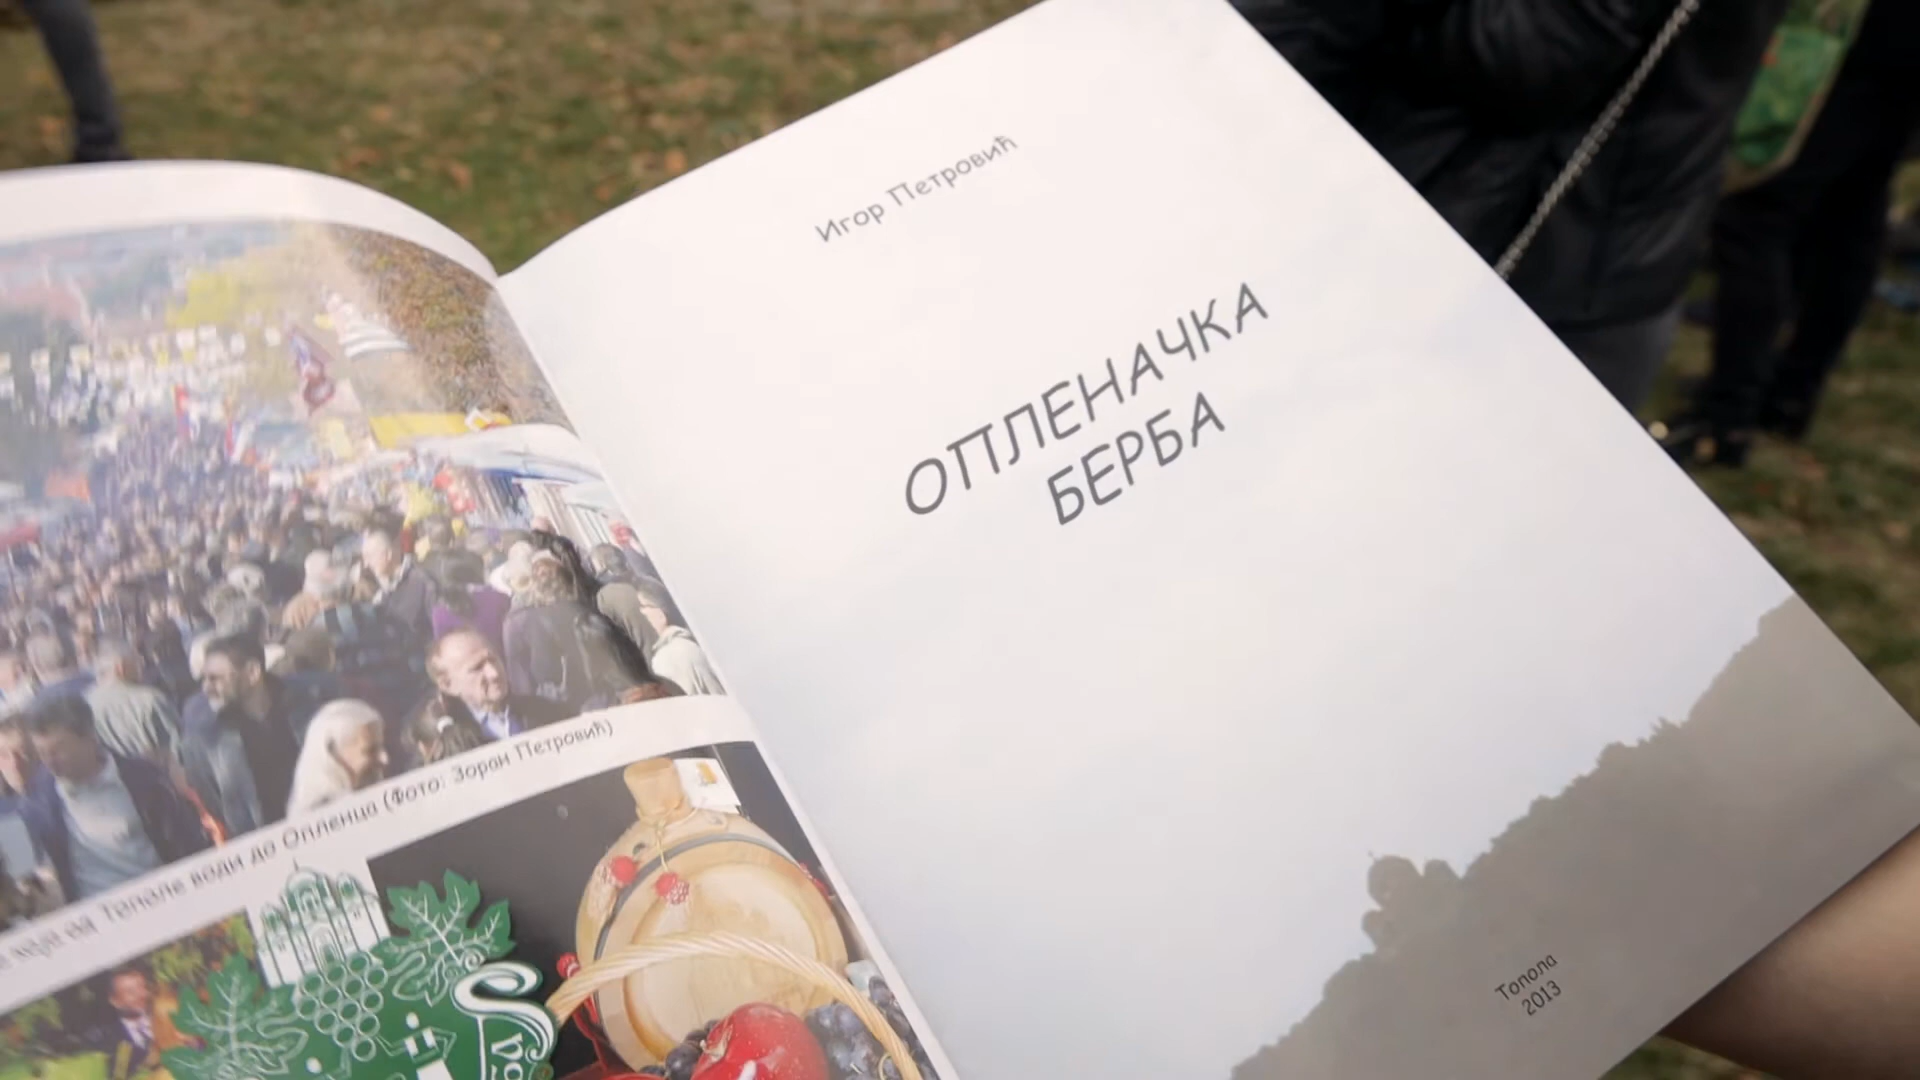 Тополе води до Опленца (Фото: Зоран Петровић)
Игор Петровић
ОПЛЕНАЧКА
БЕРБА
Топола
2013